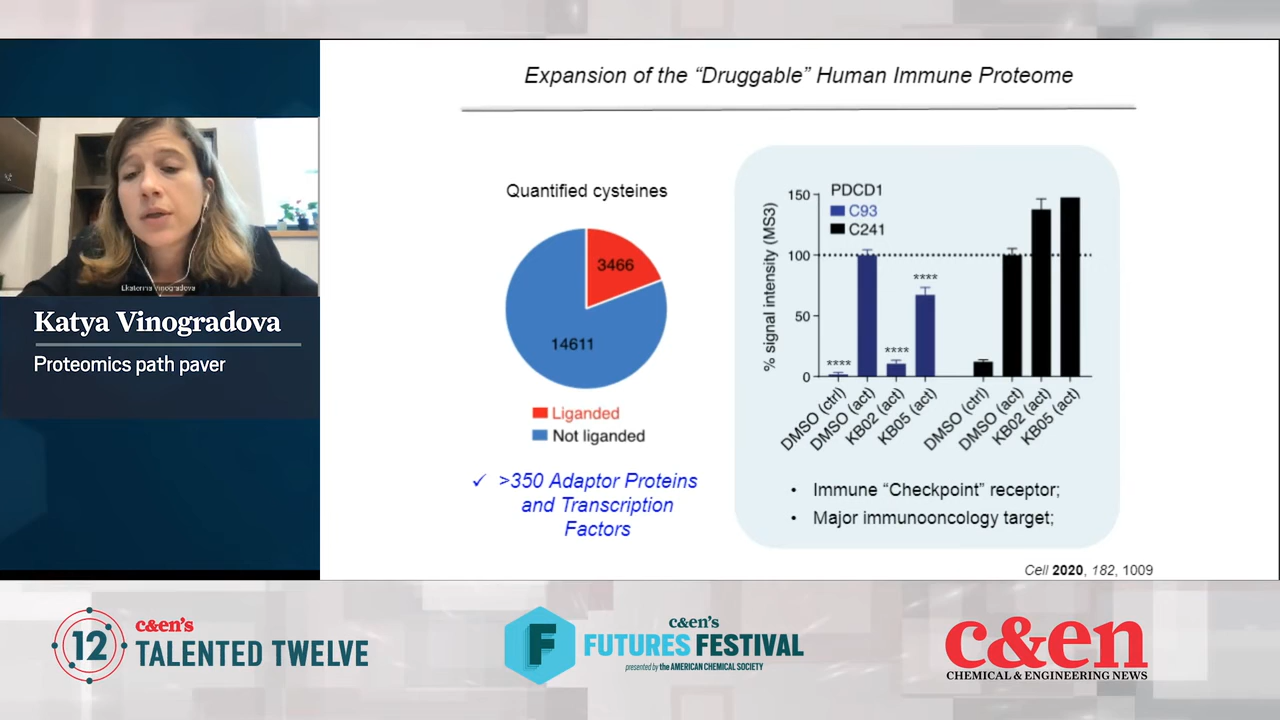 Expansion of the “Druggable” Human Immune Proteome
Ekaterina Vinogradova
Katya Vinogradova
Proteomics path paver
Quantified cysteines
3466
14611
Liganded
Not liganded
✓ >350 Adaptor Proteins
and Transcription
Factors
% signal intensity (MS3)
150
100
50
0
PDCD1
C93
C241
****
****
****
DMSO (ctrl)
DMSO (act)
KB02 (act)
KB05 (act)
DMSO (ctrl)
DMSO (act)
KB02 (act)
KB05 (act)
• Immune “Checkpoint” receptor;
• Major immunooncology target;
Cell 2020, 182, 1009
12
c&en's
TALENTED TWELVE
F
c&en's
FUTURES FESTIVAL
presented by the AMERICAN CHEMICAL SOCIETY
c&en
CHEMICAL & ENGINEERING NEWS